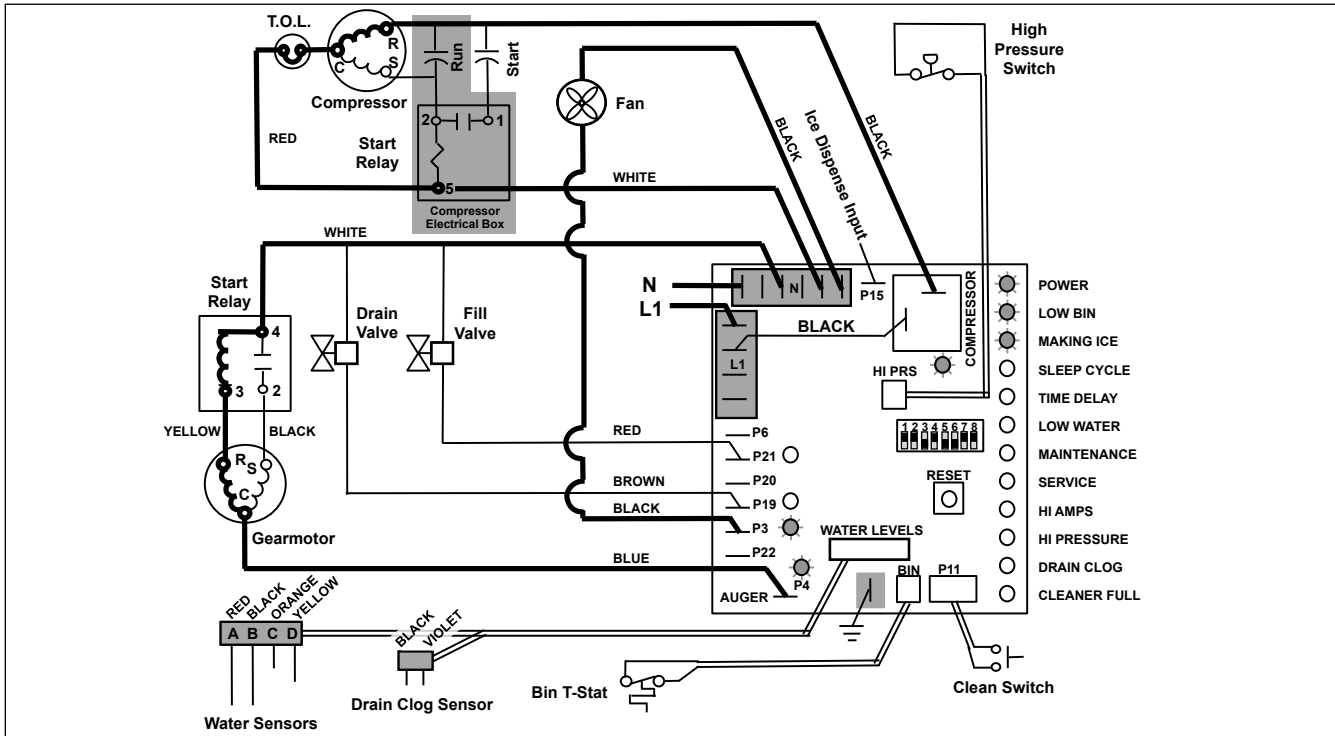 T.O.L.
R
C
S
Compressor
Run
Start
RED
2
1
Start
Relay
5
Compressor
Electrical Box
WHITE
Fan
BLACK
Ice Dispense Input
BLACK
High
Pressure
Switch
WHITE
Start
Relay
4
3
2
YELLOW
BLACK
R
S
C
Gearmotor
Drain
Valve
Fill
Valve
N
L1
N
P15
L1
BLACK
COMPRESSOR
HI PRS
1 2 3 4 5 6 7 8
RESET
RED
P6
P21
P20
BROWN
P19
BLACK
P3
P22
BLUE
P4
AUGER
WATER LEVELS
BIN
P11
POWER
LOW BIN
MAKING ICE
SLEEP CYCLE
TIME DELAY
LOW WATER
MAINTENANCE
SERVICE
HI AMPS
HI PRESSURE
DRAIN CLOG
CLEANER FULL
RED
BLACK
ORANGE
YELLOW
A B C D
Water Sensors
BLACK
VIOLET
Drain Clog Sensor
Bin T-Stat
Clean Switch